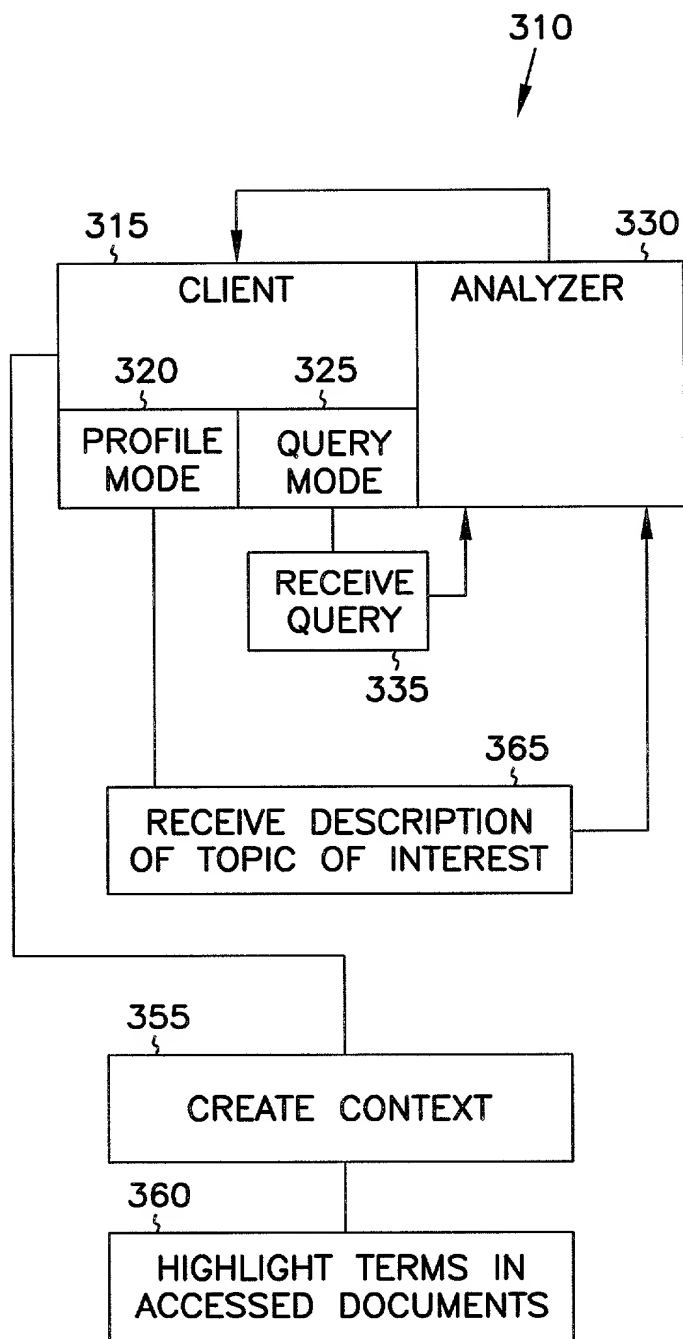 310
315
330
CLIENT
ANALYZER
320
325
PROFILE
MODE
QUERY
MODE
RECEIVE
QUERY
335
365
RECEIVE DESCRIPTION
OF TOPIC OF INTEREST
355
CREATE CONTEXT
360
HIGHLIGHT TERMS IN
ACCESSED DOCUMENTS